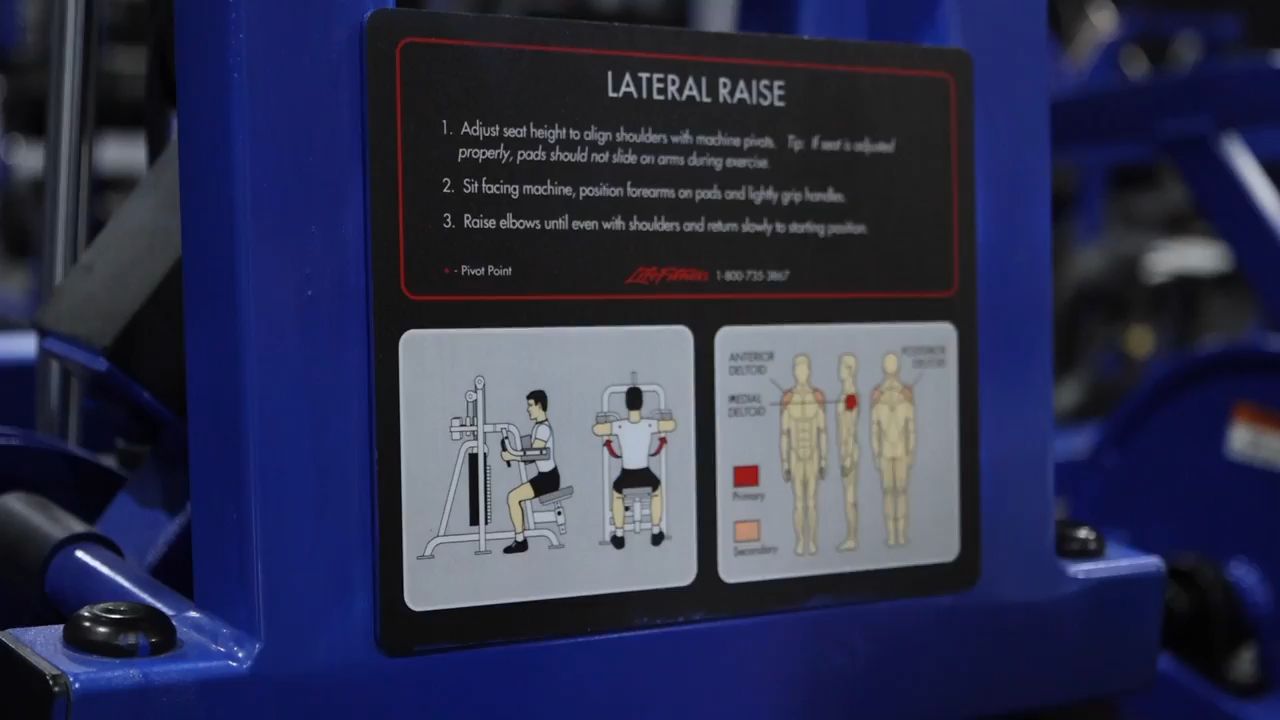 LATERAL RAISE
1. Adjust seat height to align shoulders with machine pivots. Tip: If seat is adjusted
properly, pads should not slide on arms during exercise.
2. Sit facing machine, position forearms on pads and lightly grip handles.
3. Raise elbows until even with shoulders and return slowly to starting position.
• - Pivot Point
Life Fitness 1-800-735-3867
ANTERIOR
DELTOID
POSTERIOR
DELTOID
MEDIAL
DELTOID
Primary
Secondary